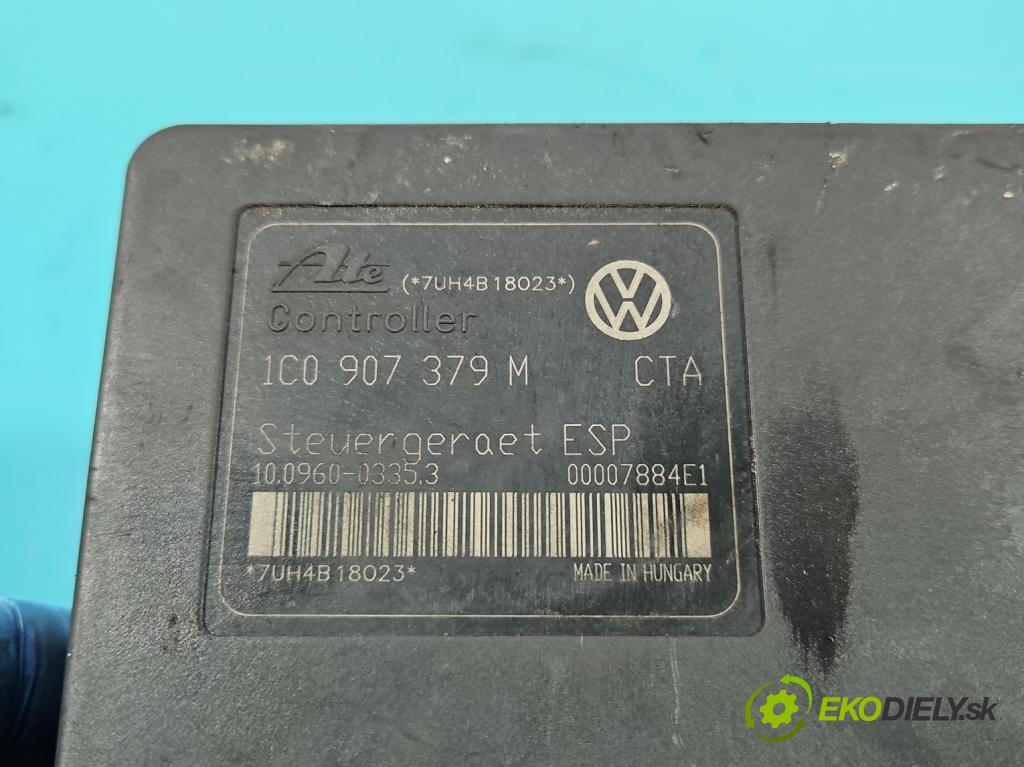 Ate (*7UH4B18023*)
Controller
1C0 907 379 M CTA
Steuergeraet ESP
10.0960-0335.3 00007884E1
*7UH4B18023* MADE IN HUNGARY
EKODIELY.sk